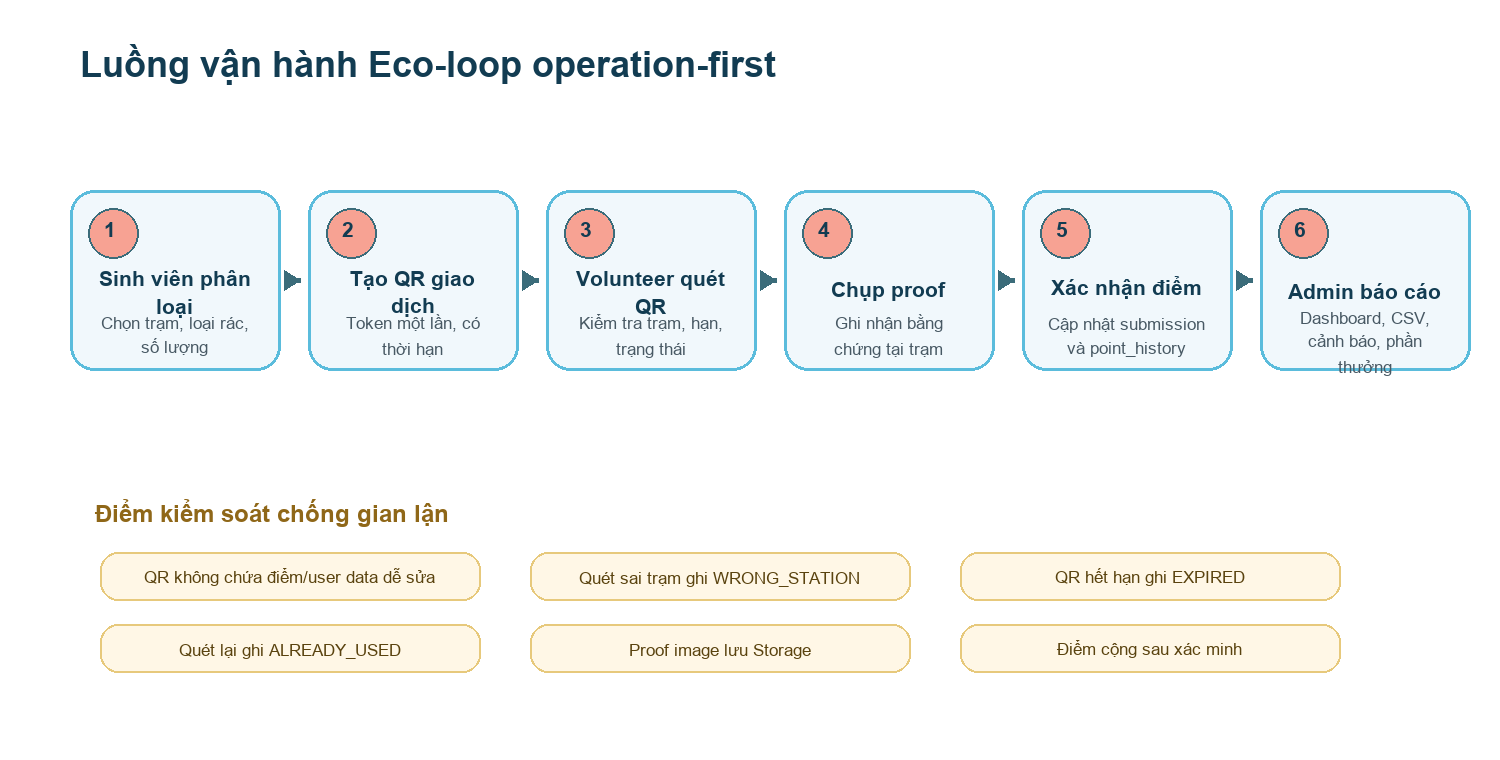 Luồng vận hành Eco-loop operation-first
1
Sinh viên phân
loại
Chọn trạm, loại rác,
số lượng
2
Tạo QR giao
dịch
Token một lần, có
thời hạn
3
Volunteer quét
QR
Kiểm tra trạm, hạn,
trạng thái
4
Chụp proof
Ghi nhận bằng
chứng tại trạm
5
Xác nhận điểm
Cập nhật submission
và point_history
6
Admin báo cáo
Dashboard, CSV,
cảnh báo, phần
thưởng
Điểm kiểm soát chống gian lận
QR không chứa điểm/user data dễ sửa
Quét sai trạm ghi WRONG_STATION
QR hết hạn ghi EXPIRED
Quét lại ghi ALREADY_USED
Proof image lưu Storage
Điểm cộng sau xác minh